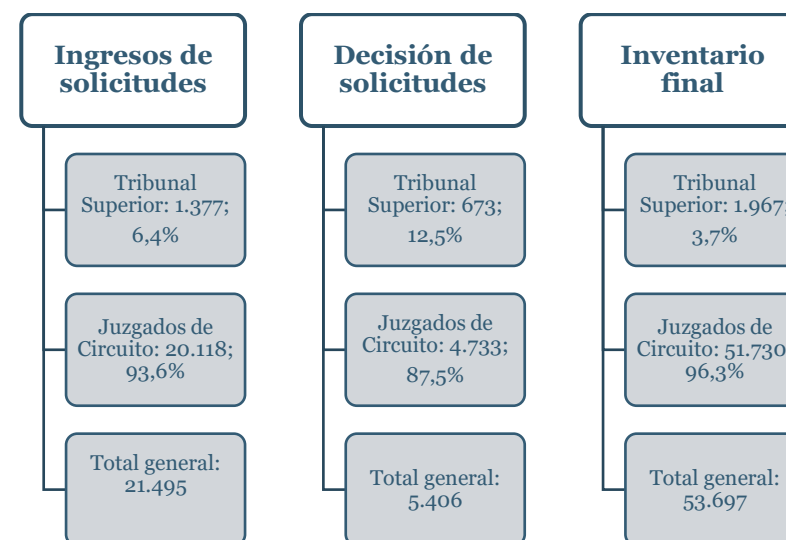 Ingresos de
solicitudes
Tribunal
Superior: 1.377;
6,4%
Juzgados de
Circuito: 20.118;
93,6%
Total general:
21.495
Decisión de
solicitudes
Tribunal
Superior: 673;
12,5%
Juzgados de
Circuito: 4.733;
87,5%
Total general:
5.406
Inventario
final
Tribunal
Superior: 1.967;
3,7%
Juzgados de
Circuito: 51.730
96,3%
Total general:
53.697